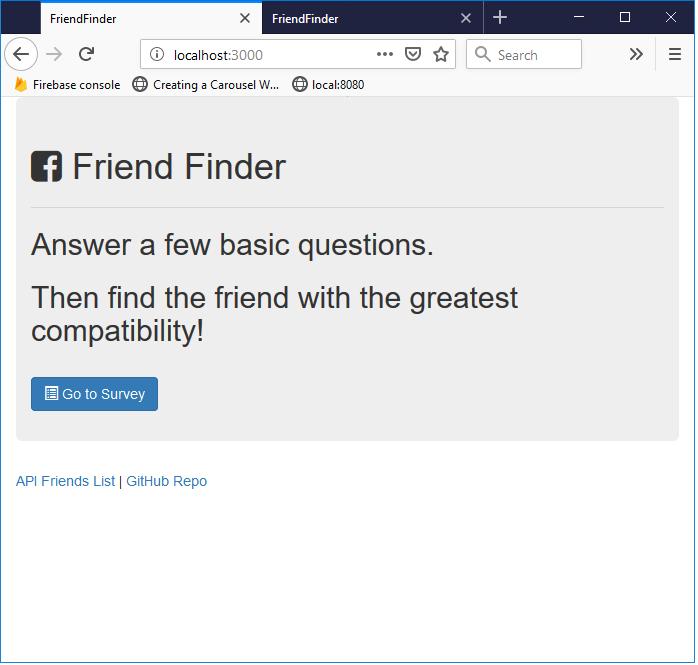 FriendFinder
FriendFinder
localhost:3000
Search
Firebase console
Creating a Carousel W...
local:8080
Friend Finder
Answer a few basic questions.
Then find the friend with the greatest
compatibility!
Go to Survey
API Friends List | GitHub Repo